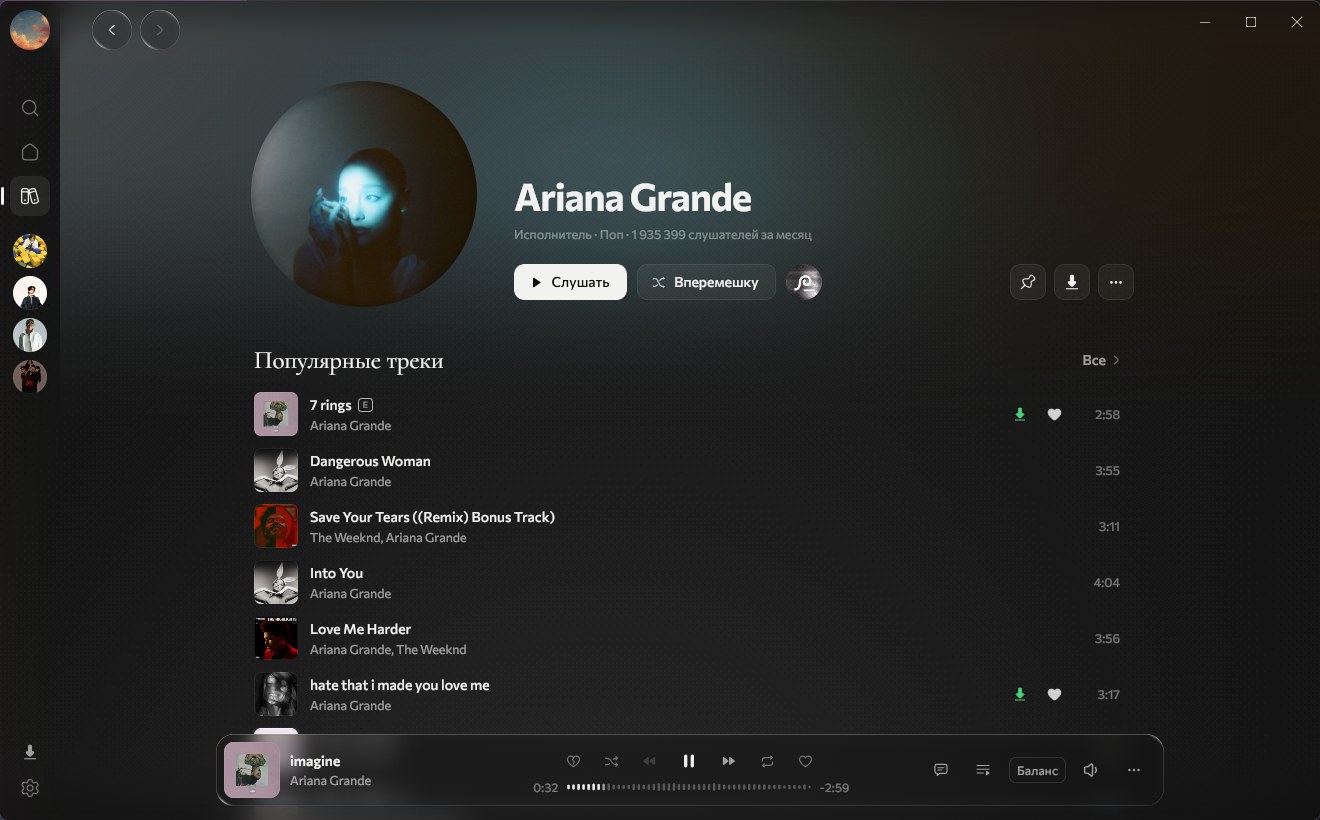 Ariana Grande
Исполнитель · Поп · 1 935 399 слушателей за месяц
Слушать
Вперемешку
Популярные треки
Все
7 rings E
Ariana Grande
2:58
Dangerous Woman
Ariana Grande
3:55
Save Your Tears ((Remix) Bonus Track)
The Weeknd, Ariana Grande
3:11
Into You
Ariana Grande
4:04
Love Me Harder
Ariana Grande, The Weeknd
3:56
hate that i made you love me
Ariana Grande
3:17
imagine
Ariana Grande
0:32
-2:59
Баланс